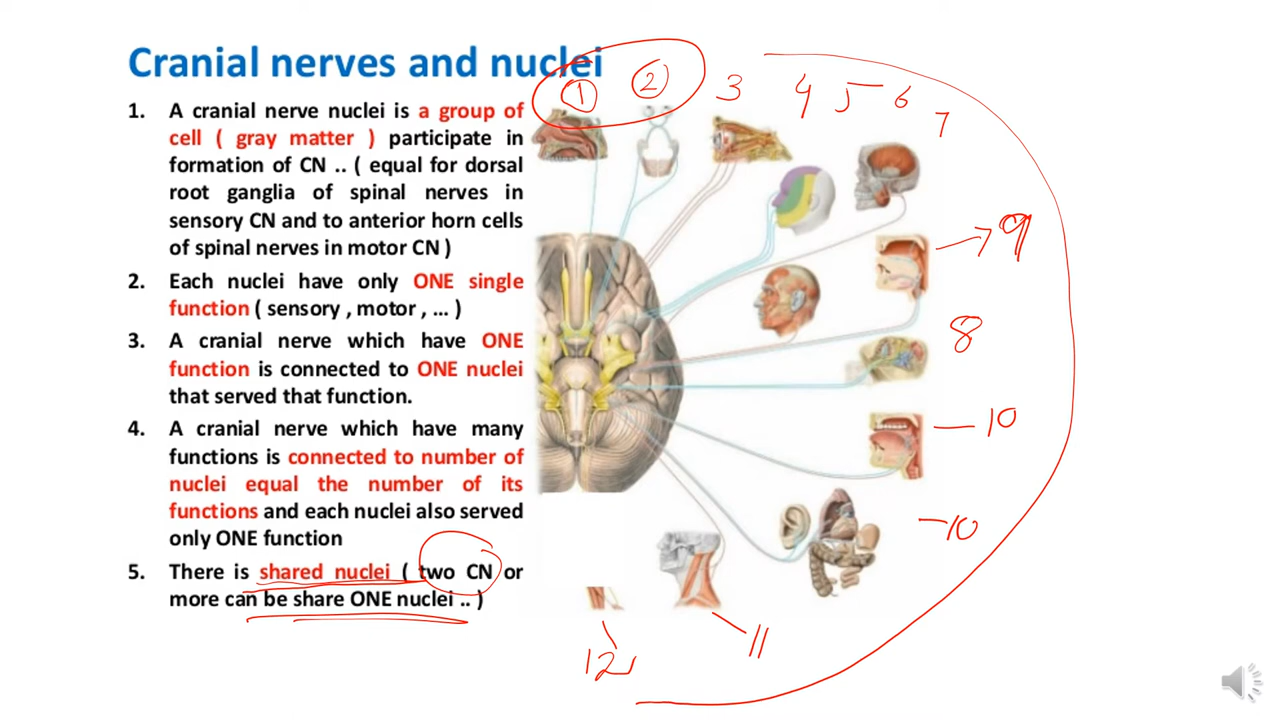 Cranial nerves and nuclei
1. A cranial nerve nuclei is a group of
cell ( gray matter ) participate in
formation of CN .. ( equal for dorsal
root ganglia of spinal nerves in
sensory CN and to anterior horn cells
of spinal nerves in motor CN )
2. Each nuclei have only ONE single
function ( sensory , motor , ... )
3. A cranial nerve which have ONE
function is connected to ONE nuclei
that served that function.
4. A cranial nerve which have many
functions is connected to number of
nuclei equal the number of its
functions and each nuclei also served
only ONE function
5. There is shared nuclei ( two CN or
more can be share ONE nuclei .. )
1 2 3 4 5 6 7
9
8
10
10
11
12